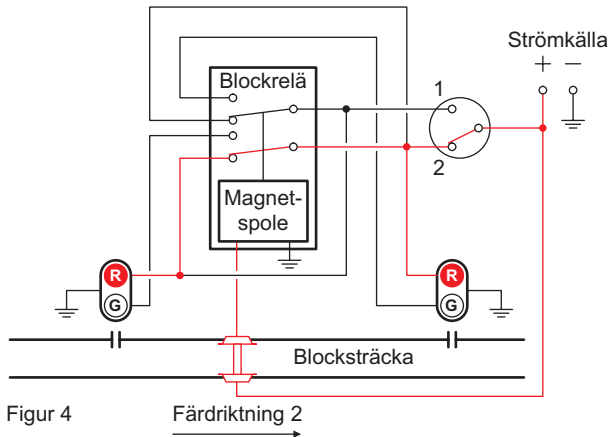 Strömkälla
+ −
Blockrelä
1
2
Magnet-
spole
R
G
R
G
Blocksträcka
Figur 4
Färdriktning 2